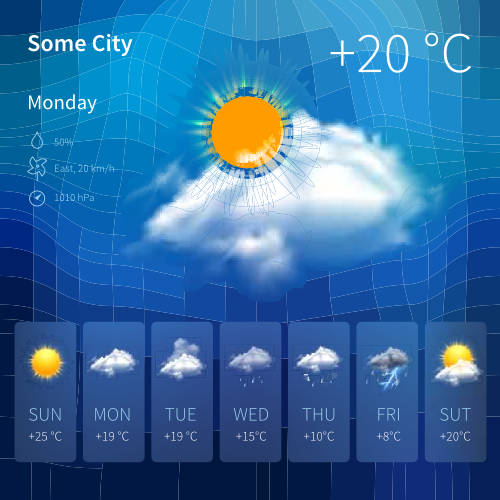 Some City
+20 °C
Monday
50%
East, 20 km/h
1010 hPa
SUN MON TUE WED THU FRI SUT
+25 °C +19 °C +19 °C +15°C +10°C +8°C +20°C